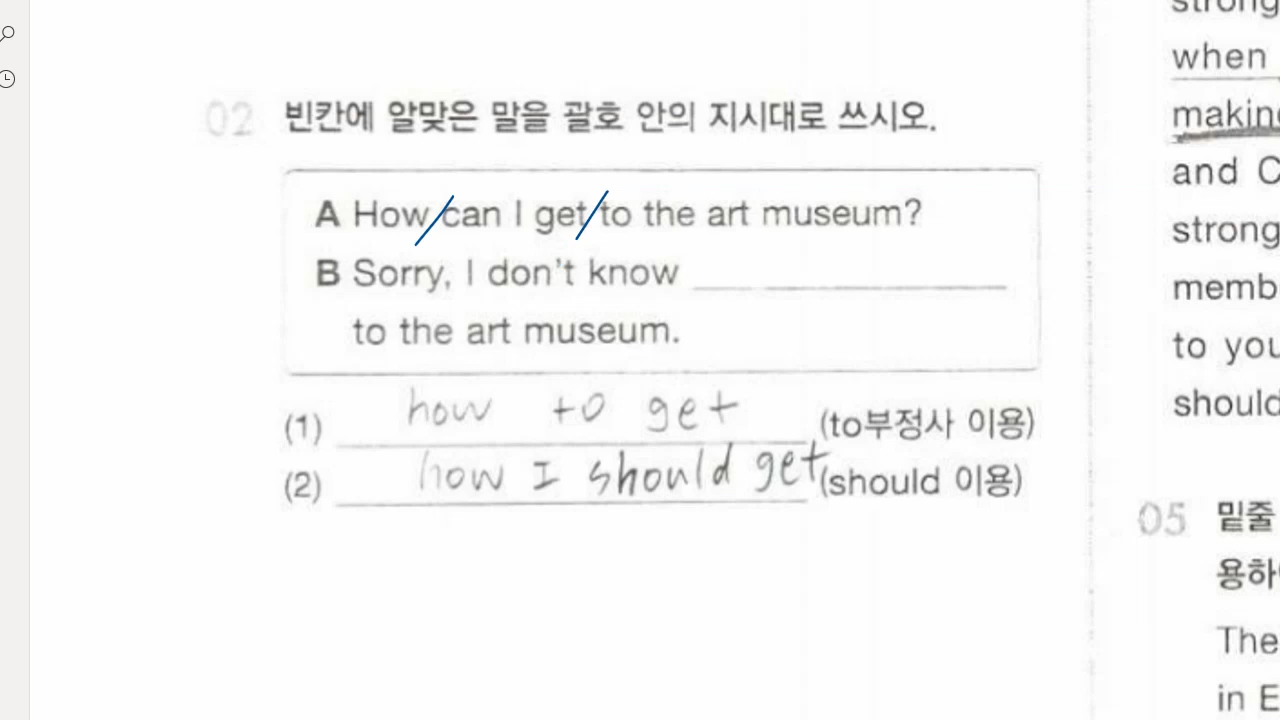 02 빈칸에 알맞은 말을 괄호 안의 지시대로 쓰시오.
A How can I get to the art museum?
B Sorry, I don't know
to the art museum.
(1) how to get (to부정사 이용)
(2) how I should get (should 이용)
strong
when
making
and C
strong
memb
to you
should
05 밑줄
용하
The
in E